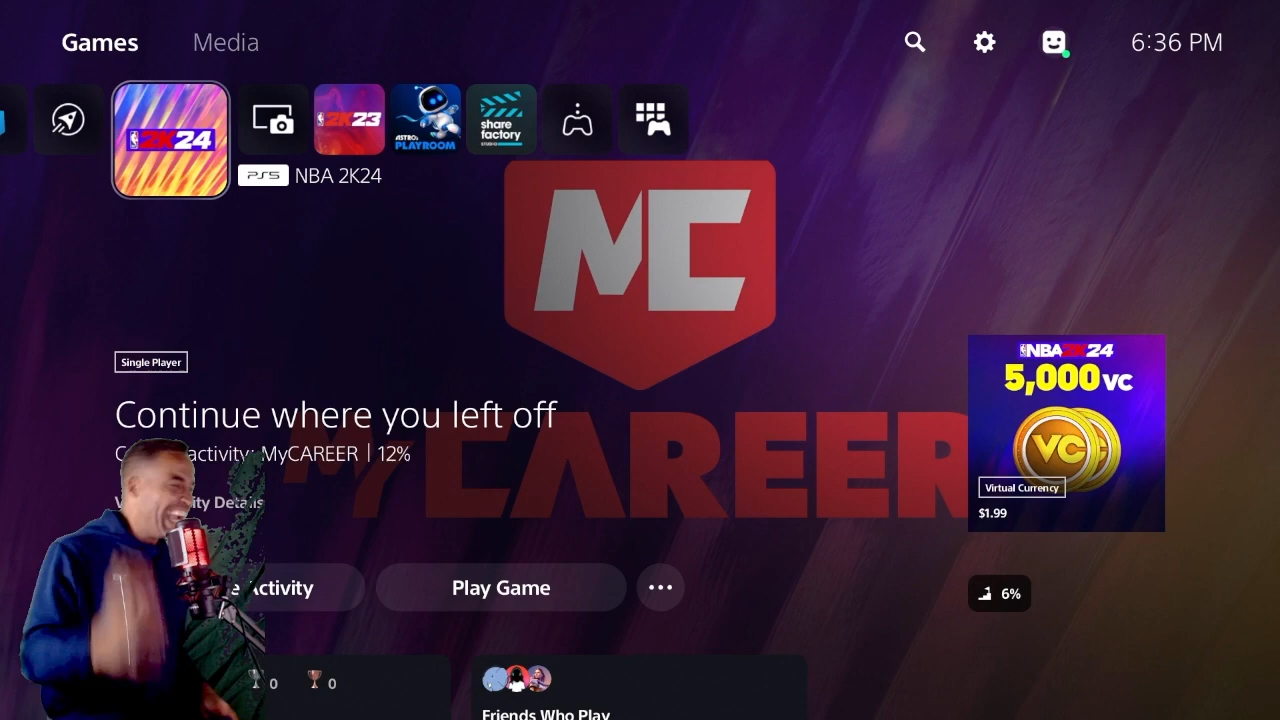 Games Media 6:36 PM
2K24
2K23
ASTRO's PLAYROOM
share factory STUDIO
PS5 NBA 2K24
MC
Single Player
NBA 2K24
5,000 VC
Continue where you left off
activity: MyCAREER | 12%
MyCAREER
VC
Virtual Currency
$1.99
Details
Activity
Play Game
6%
0 0
Friends Who Play